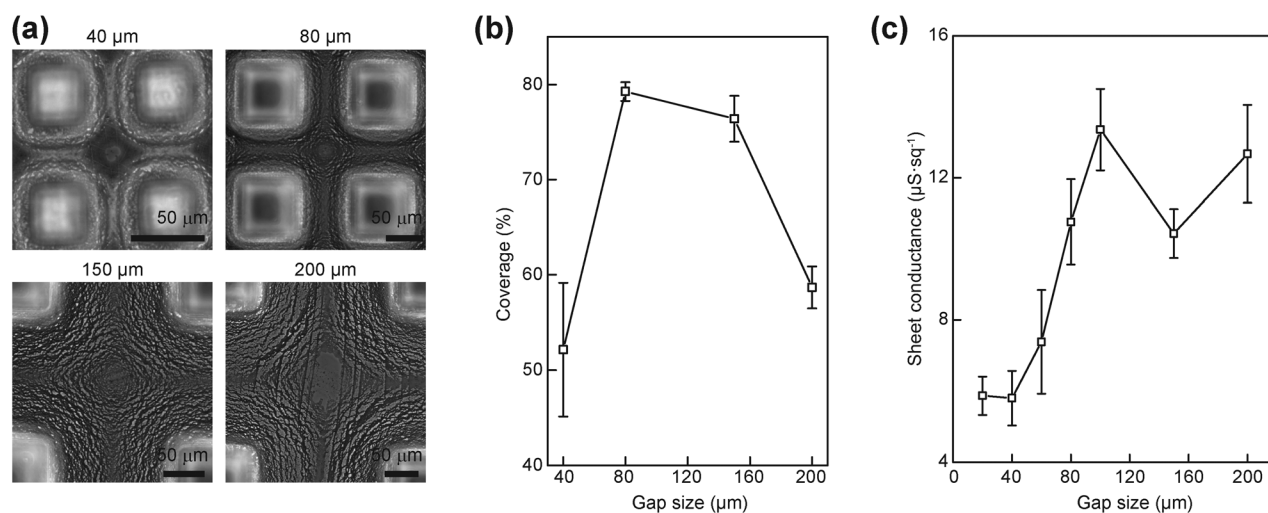 (a)
40 µm
80 µm
50 µm
50 µm
150 µm
200 µm
50 µm
50 µm
(b)
80
70
60
50
40
Coverage (%)
40 80 120 160 200
Gap size (µm)
(c)
16
12
8
4
Sheet conductance (µS·sq⁻¹)
0 40 80 120 160 200
Gap size (µm)